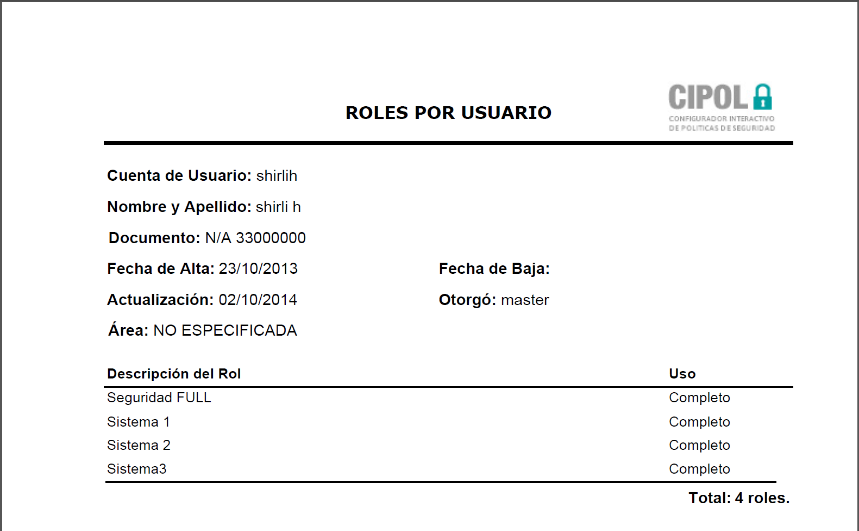 ROLES POR USUARIO
CIPOL
CONFIGURADOR INTERACTIVO
DE POLITICAS DE SEGURIDAD
Cuenta de Usuario: shirlih
Nombre y Apellido: shirli h
Documento: N/A 33000000
Fecha de Alta: 23/10/2013 Fecha de Baja:
Actualización: 02/10/2014 Otorgó: master
Área: NO ESPECIFICADA
Descripción del Rol Uso
Seguridad FULL Completo
Sistema 1 Completo
Sistema 2 Completo
Sistema3 Completo
Total: 4 roles.